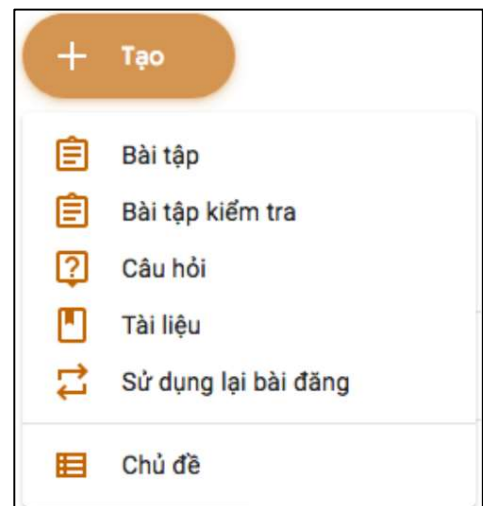 Tạo
Bài tập
Bài tập kiểm tra
Câu hỏi
Tài liệu
Sử dụng lại bài đăng
Chủ đề